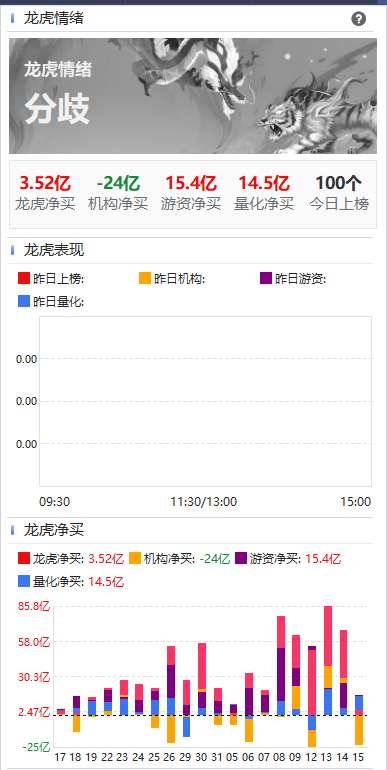 龙虎情绪
龙虎情绪
分歧
3.52亿 -24亿 15.4亿 14.5亿 100个
龙虎净买 机构净买 游资净买 量化净买 今日上榜
龙虎表现
昨日上榜: 昨日机构: 昨日游资:
昨日量化:
0.00
0.00
0.00
09:30 11:30/13:00 15:00
龙虎净买
龙虎净买: 3.52亿 机构净买: -24亿 游资净买: 15.4亿
量化净买: 14.5亿
85.8亿
58.0亿
30.3亿
2.47亿
-25亿
17 18 19 22 23 24 25 26 29 30 31 05 06 07 08 09 12 13 14 15